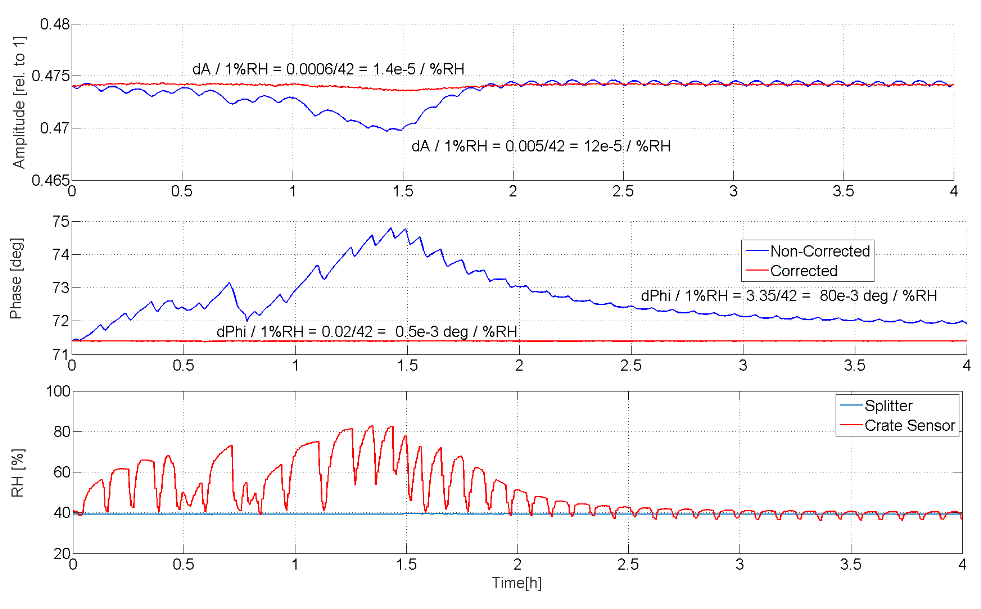 0.48
0.475
0.47
0.465
Amplitude [rel. to 1]
dA / 1%RH = 0.0006/42 = 1.4e-5 / %RH
dA / 1%RH = 0.005/42 = 12e-5 / %RH
0 0.5 1 1.5 2 2.5 3 3.5 4
75
74
73
72
71
Phase [deg]
Non-Corrected
Corrected
dPhi / 1%RH = 3.35/42 = 80e-3 deg / %RH
dPhi / 1%RH = 0.02/42 = 0.5e-3 deg / %RH
0 0.5 1 1.5 2 2.5 3 3.5 4
100
80
60
40
20
RH [%]
Splitter
Crate Sensor
0 0.5 1 1.5 2 2.5 3 3.5 4
Time[h]